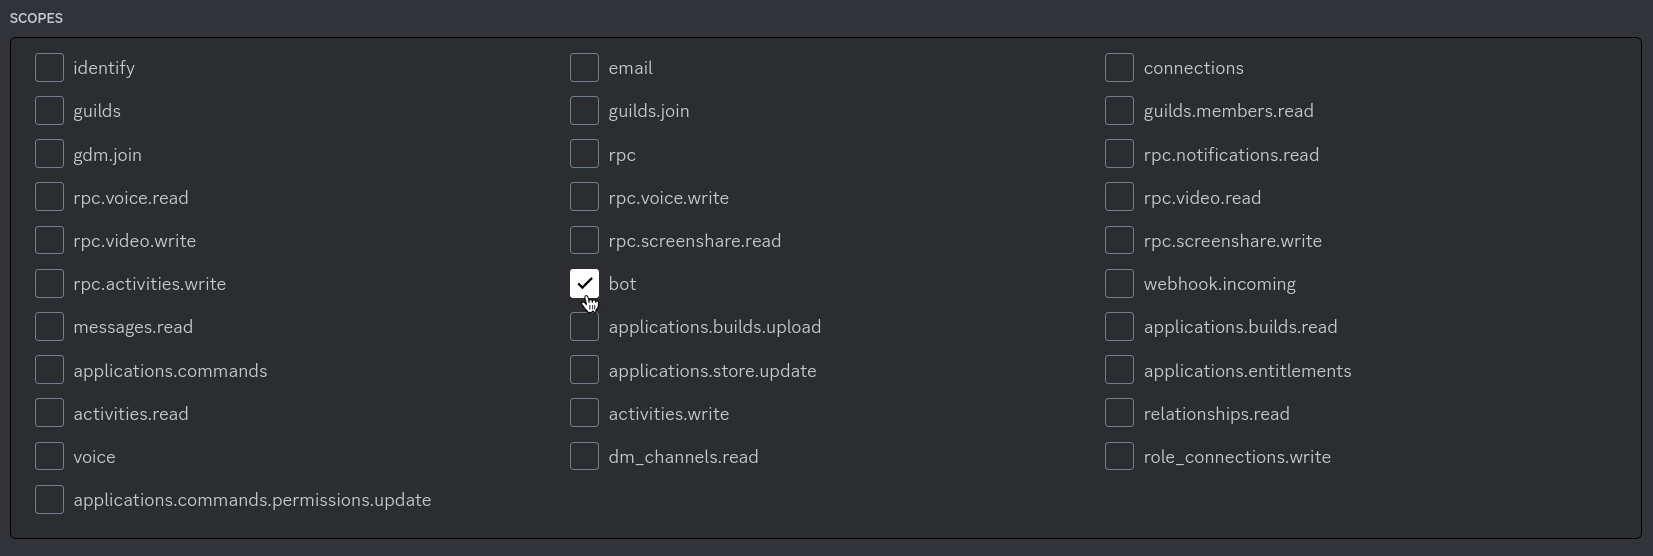 SCOPES
identify email connections
guilds guilds.join guilds.members.read
gdm.join rpc rpc.notifications.read
rpc.voice.read rpc.voice.write rpc.video.read
rpc.video.write rpc.screenshare.read rpc.screenshare.write
rpc.activities.write bot webhook.incoming
messages.read applications.builds.upload applications.builds.read
applications.commands applications.store.update applications.entitlements
activities.read activities.write relationships.read
voice dm_channels.read role_connections.write
applications.commands.permissions.update